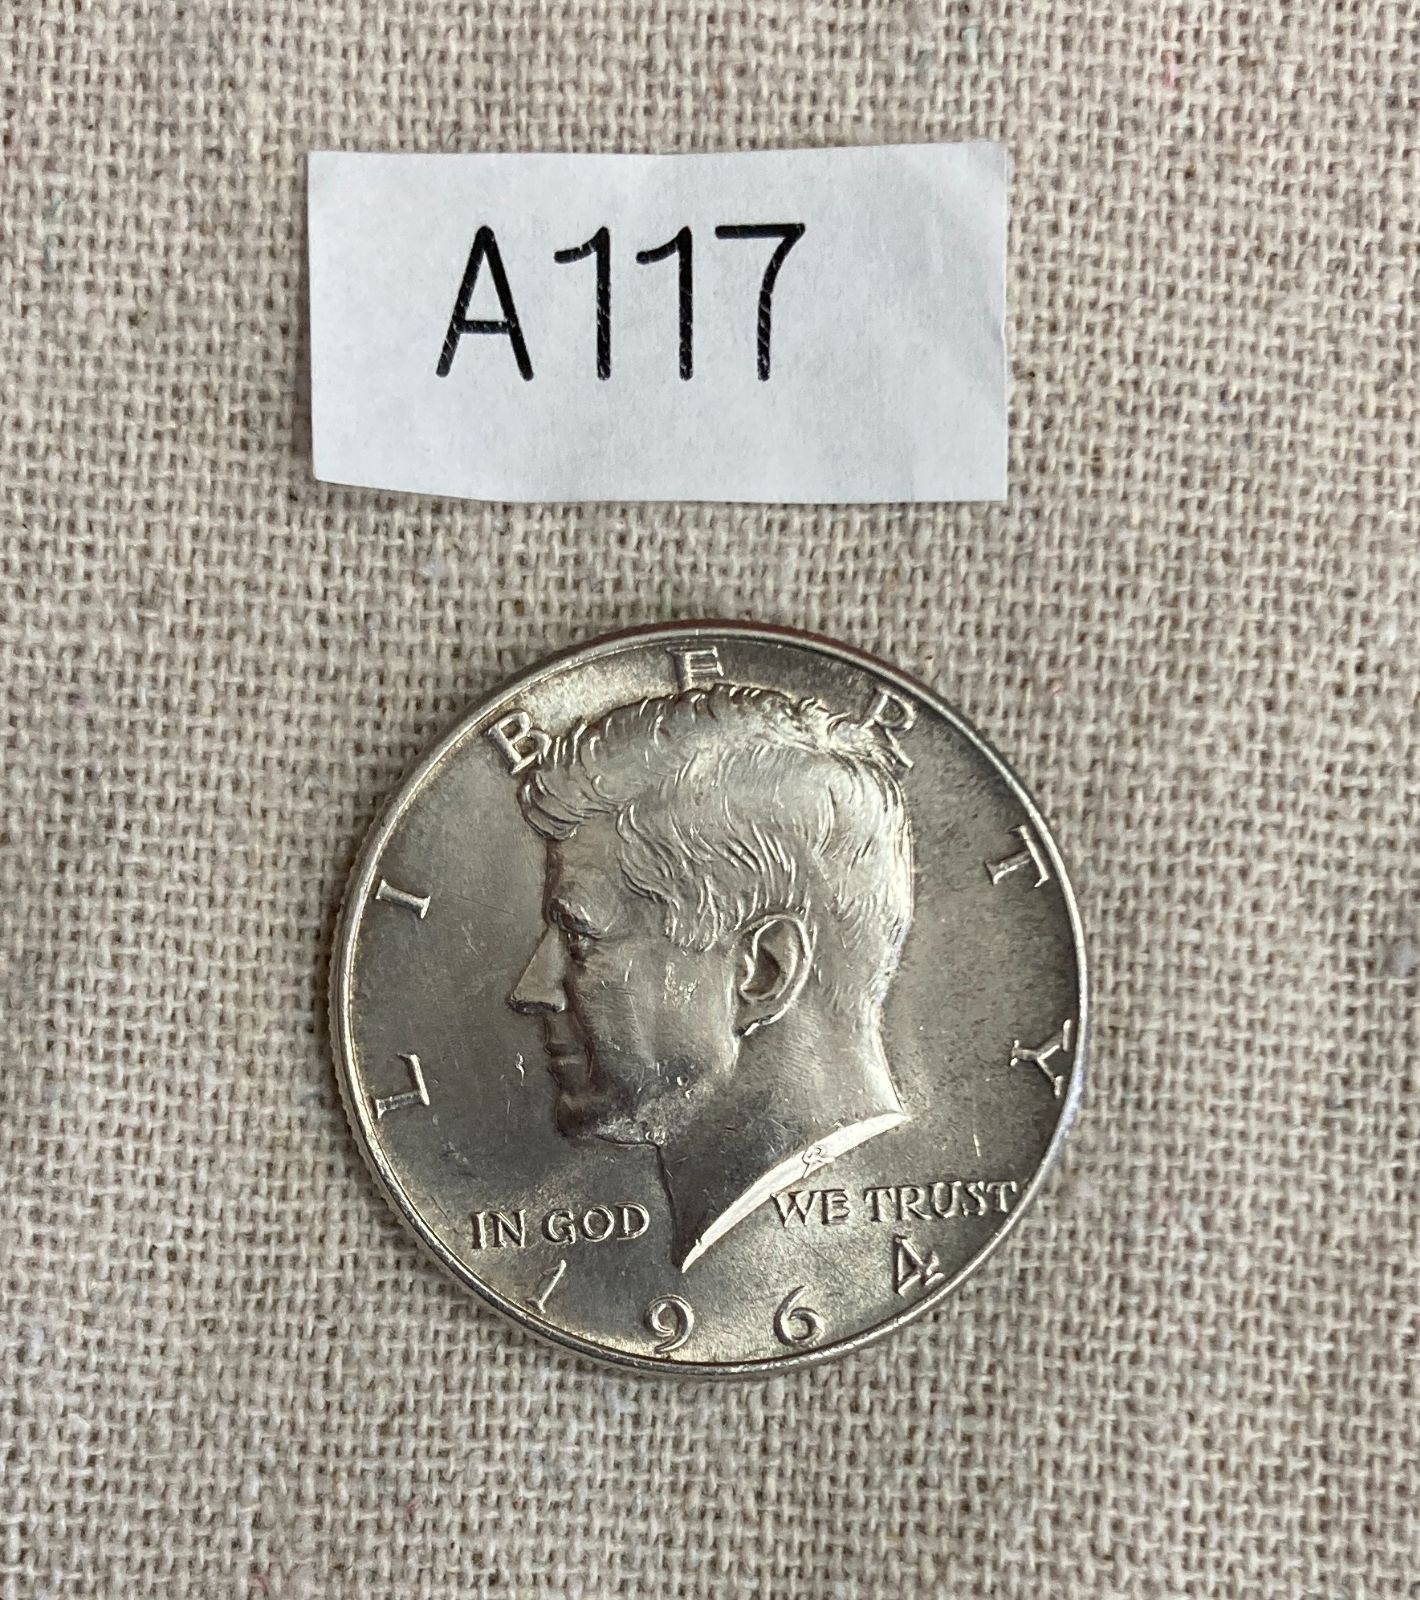 A117
LIBERTY
IN GOD WE TRUST
1964